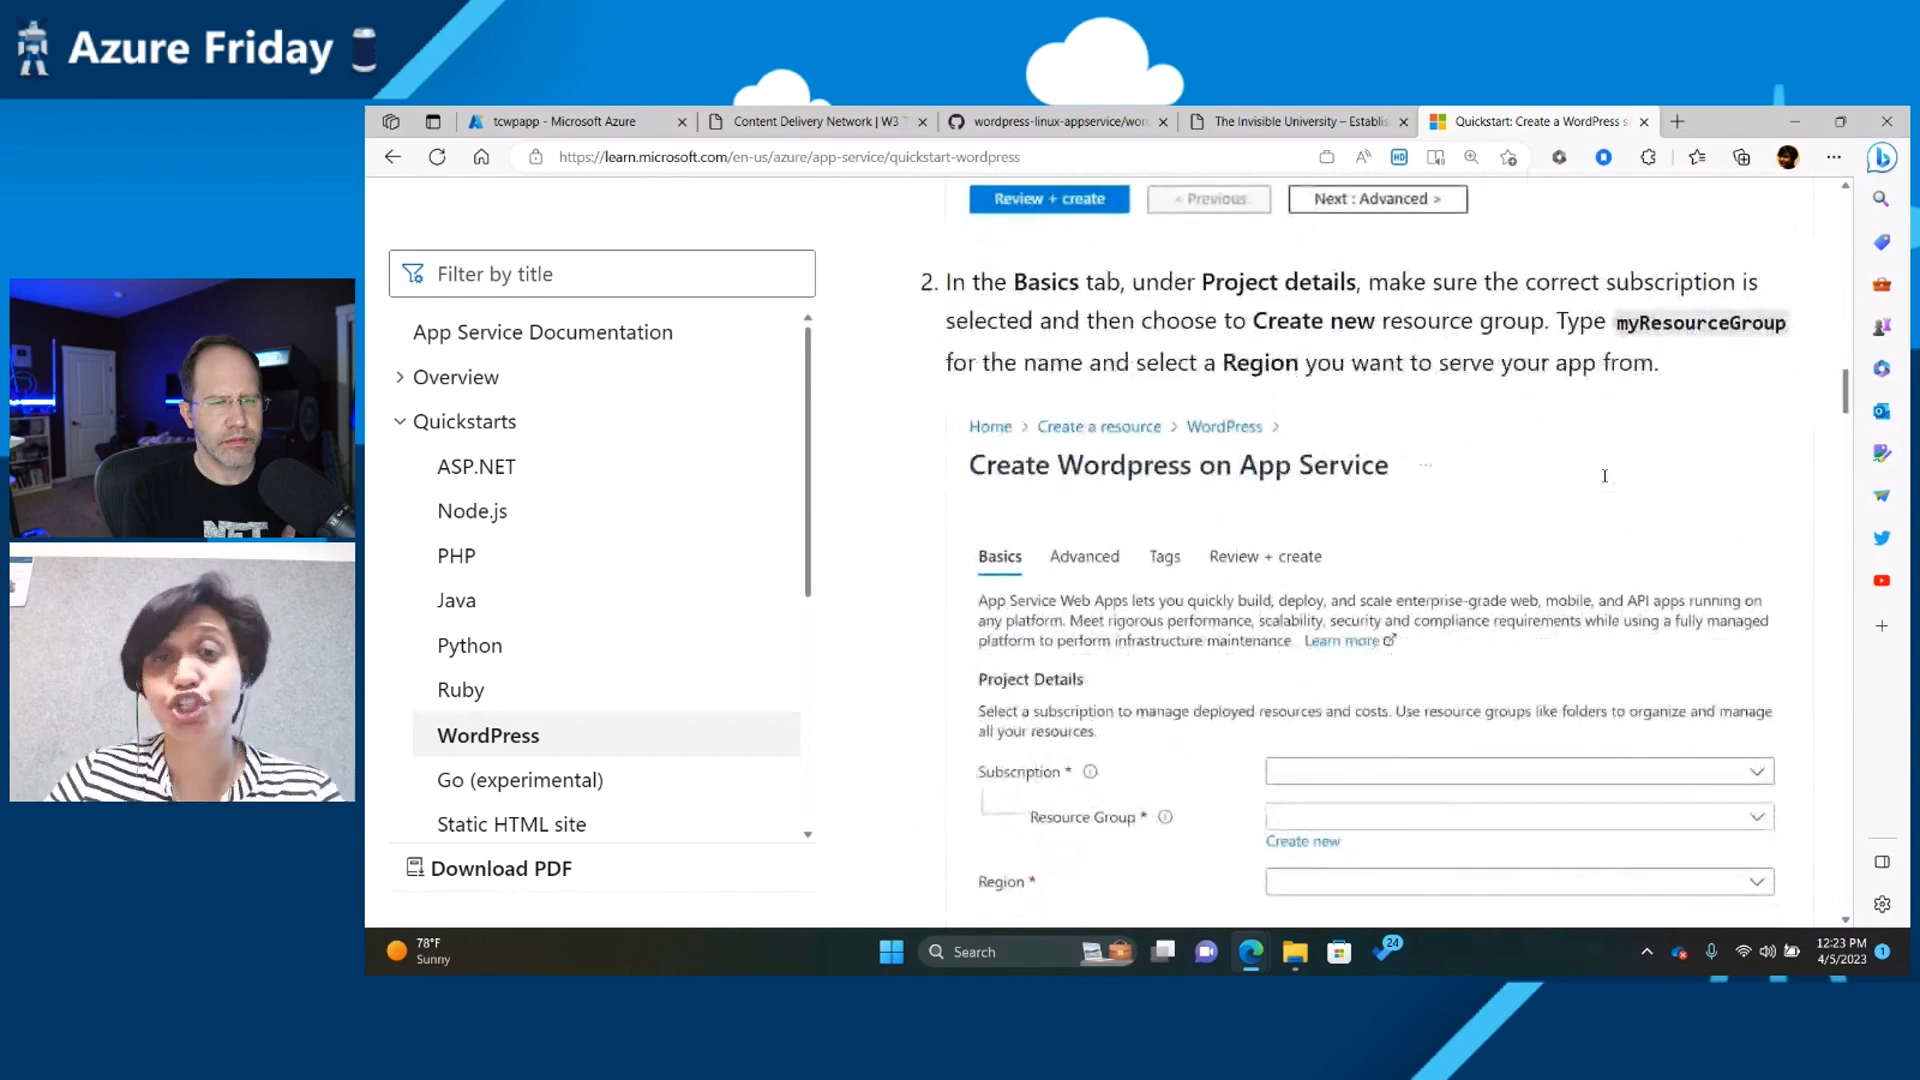 Azure Friday
tcwpapp - Microsoft Azure
Content Delivery Network | W3
wordpress-linux-appservice/wor
The Invisible University – Establis
Quickstart: Create a WordPress s
https://learn.microsoft.com/en-us/azure/app-service/quickstart-wordpress
HD
Review + create
< Previous
Next : Advanced >
Filter by title
App Service Documentation
Overview
Quickstarts
ASP.NET
Node.js
PHP
Java
Python
Ruby
WordPress
Go (experimental)
Static HTML site
Download PDF
2. In the Basics tab, under Project details, make sure the correct subscription is
selected and then choose to Create new resource group. Type myResourceGroup
for the name and select a Region you want to serve your app from.
Home > Create a resource > WordPress >
Create Wordpress on App Service ...
Basics Advanced Tags Review + create
App Service Web Apps lets you quickly build, deploy, and scale enterprise-grade web, mobile, and API apps running on
any platform. Meet rigorous performance, scalability, security and compliance requirements while using a fully managed
platform to perform infrastructure maintenance. Learn more
Project Details
Select a subscription to manage deployed resources and costs. Use resource groups like folders to organize and manage
all your resources.
Subscription *
Resource Group *
Create new
Region *
.NET
78°F
Sunny
Search
24
12:23 PM
4/5/2023
1